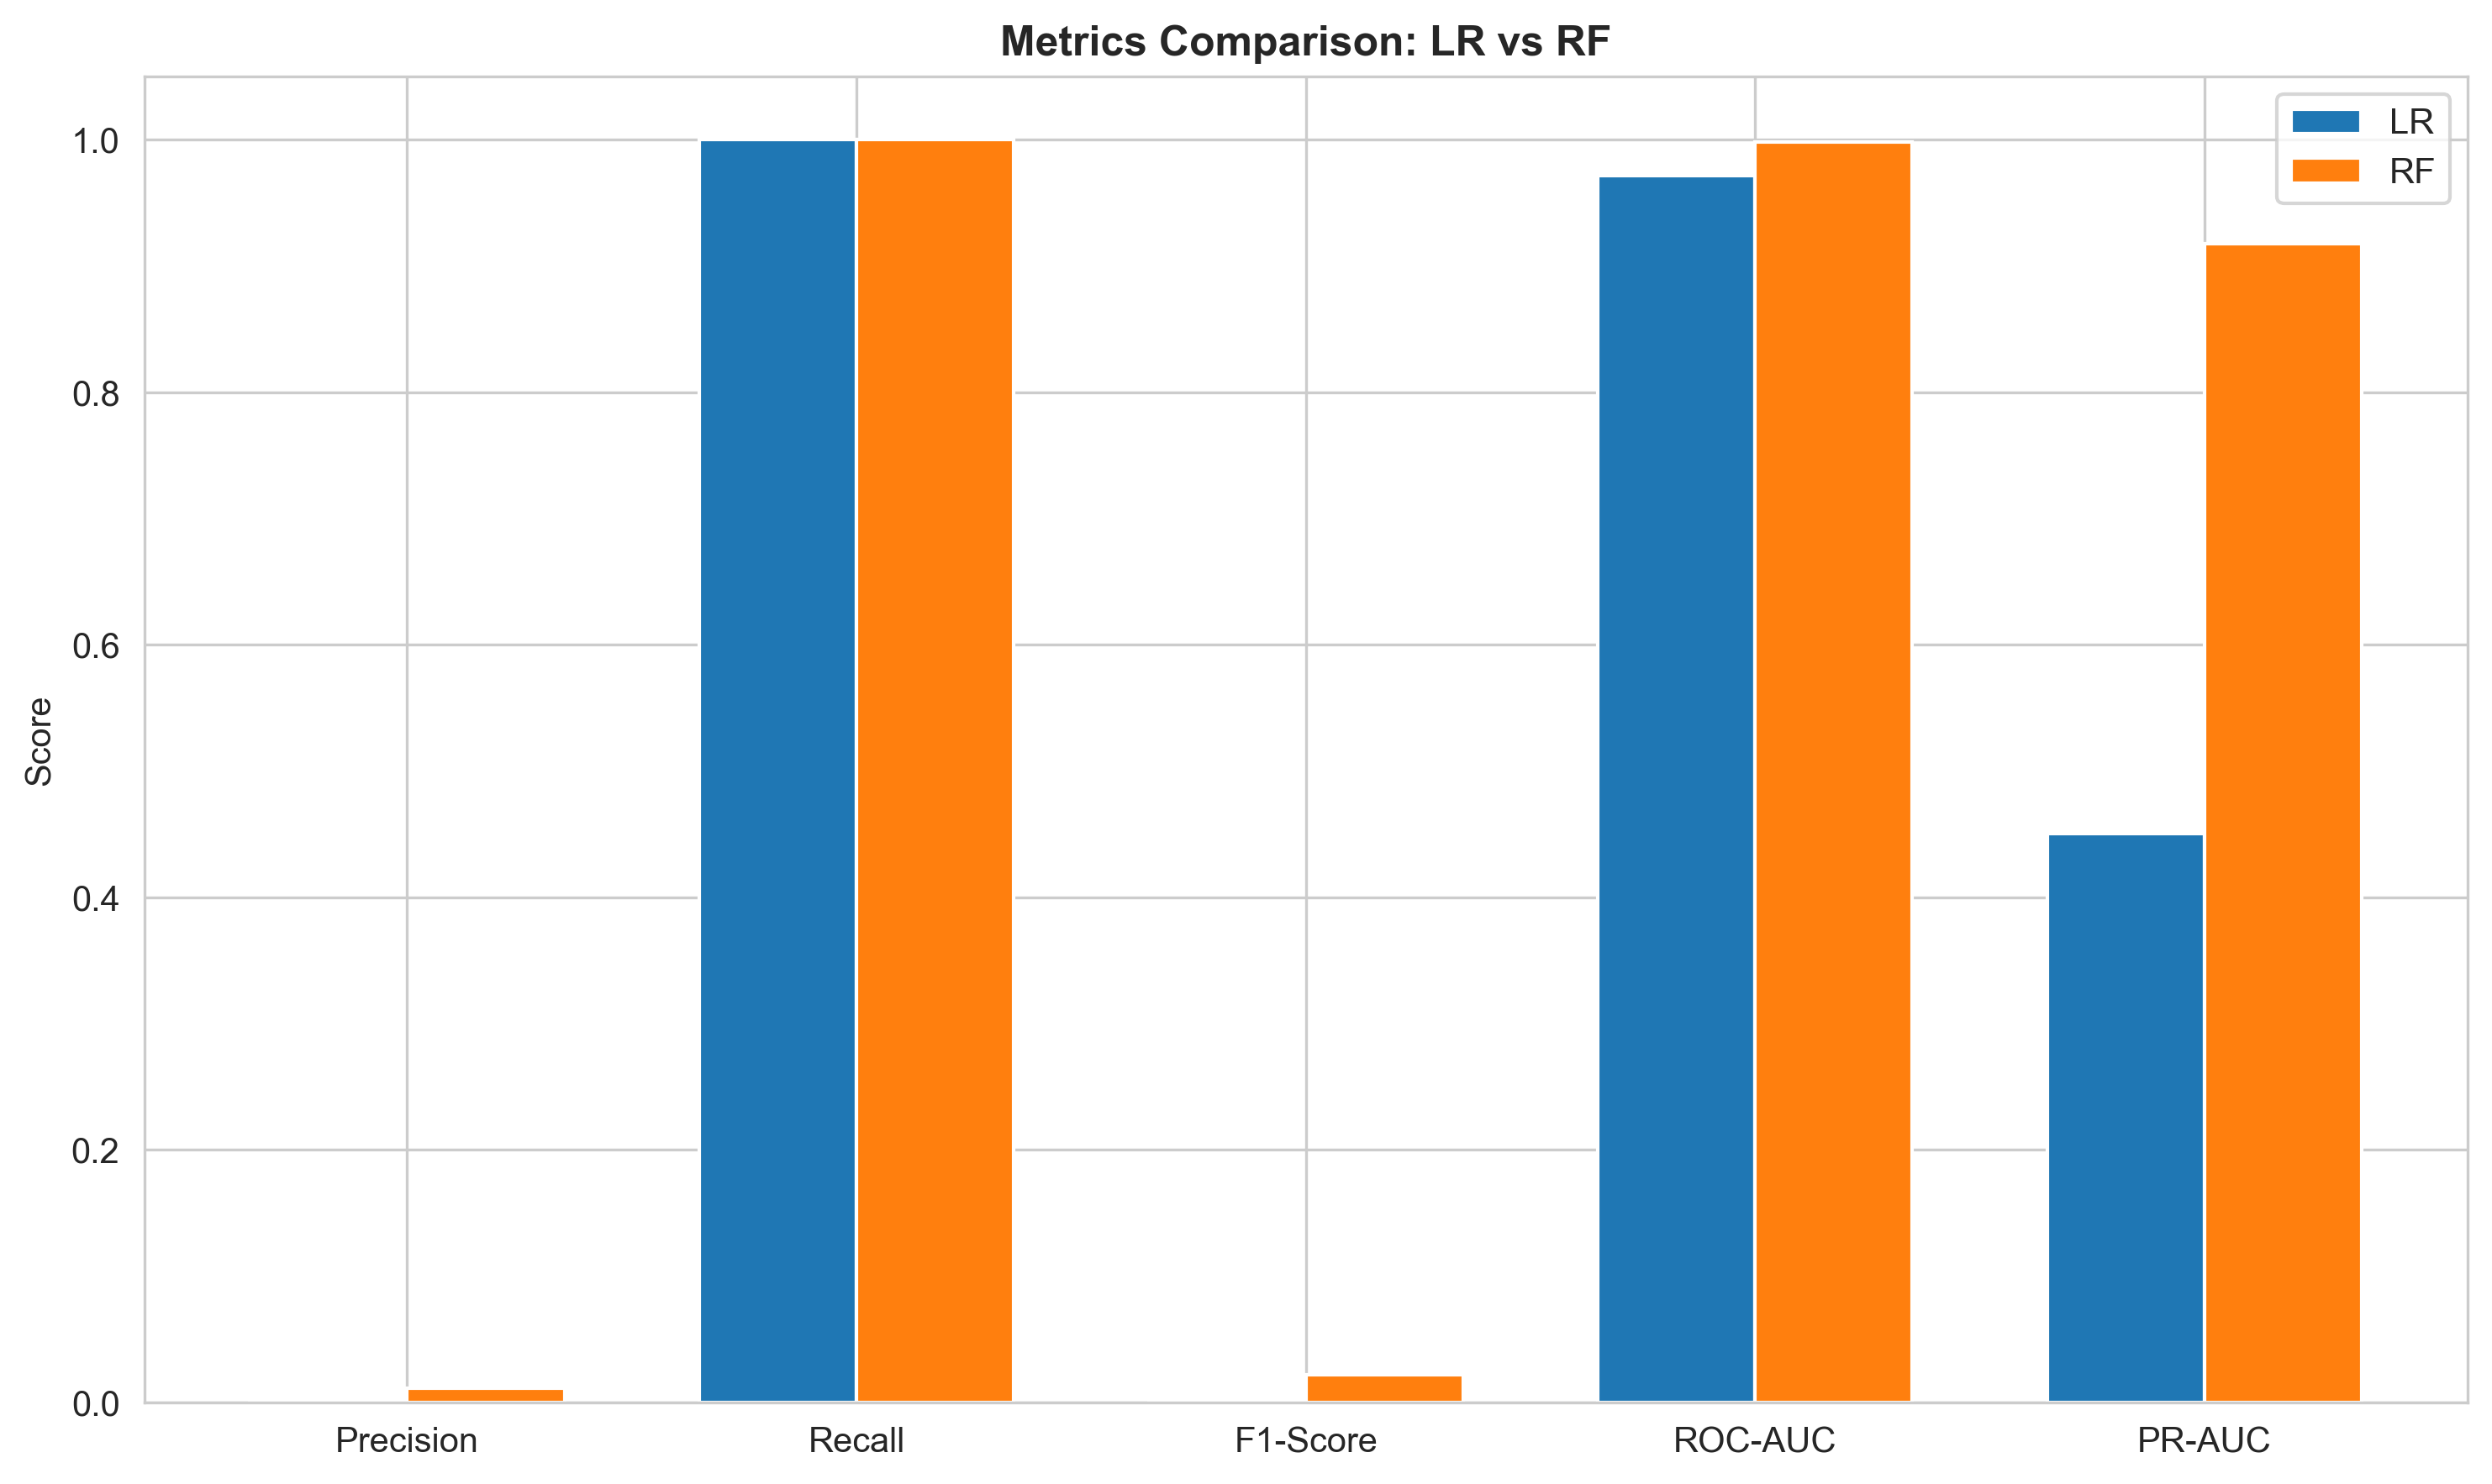 Metrics Comparison: LR vs RF
LR
RF
Score
1.0
0.8
0.6
0.4
0.2
0.0
Precision
Recall
F1-Score
ROC-AUC
PR-AUC